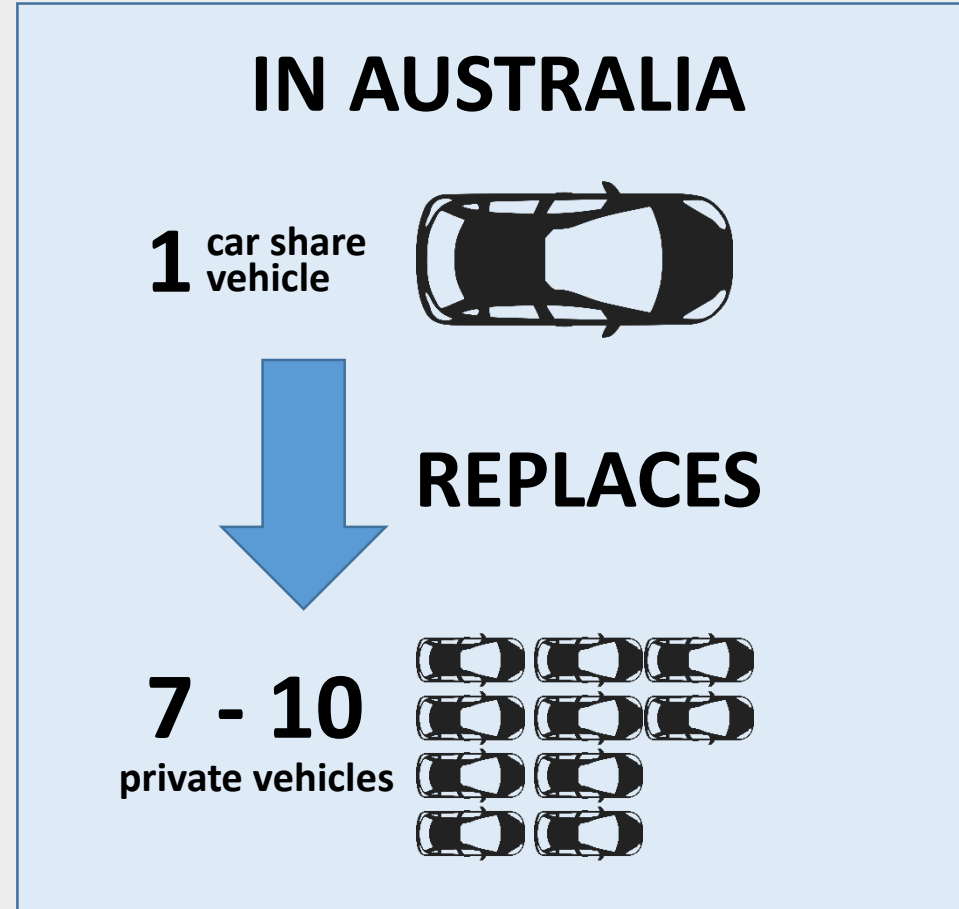 IN AUSTRALIA
1 car share
vehicle
REPLACES
7 - 10
private vehicles